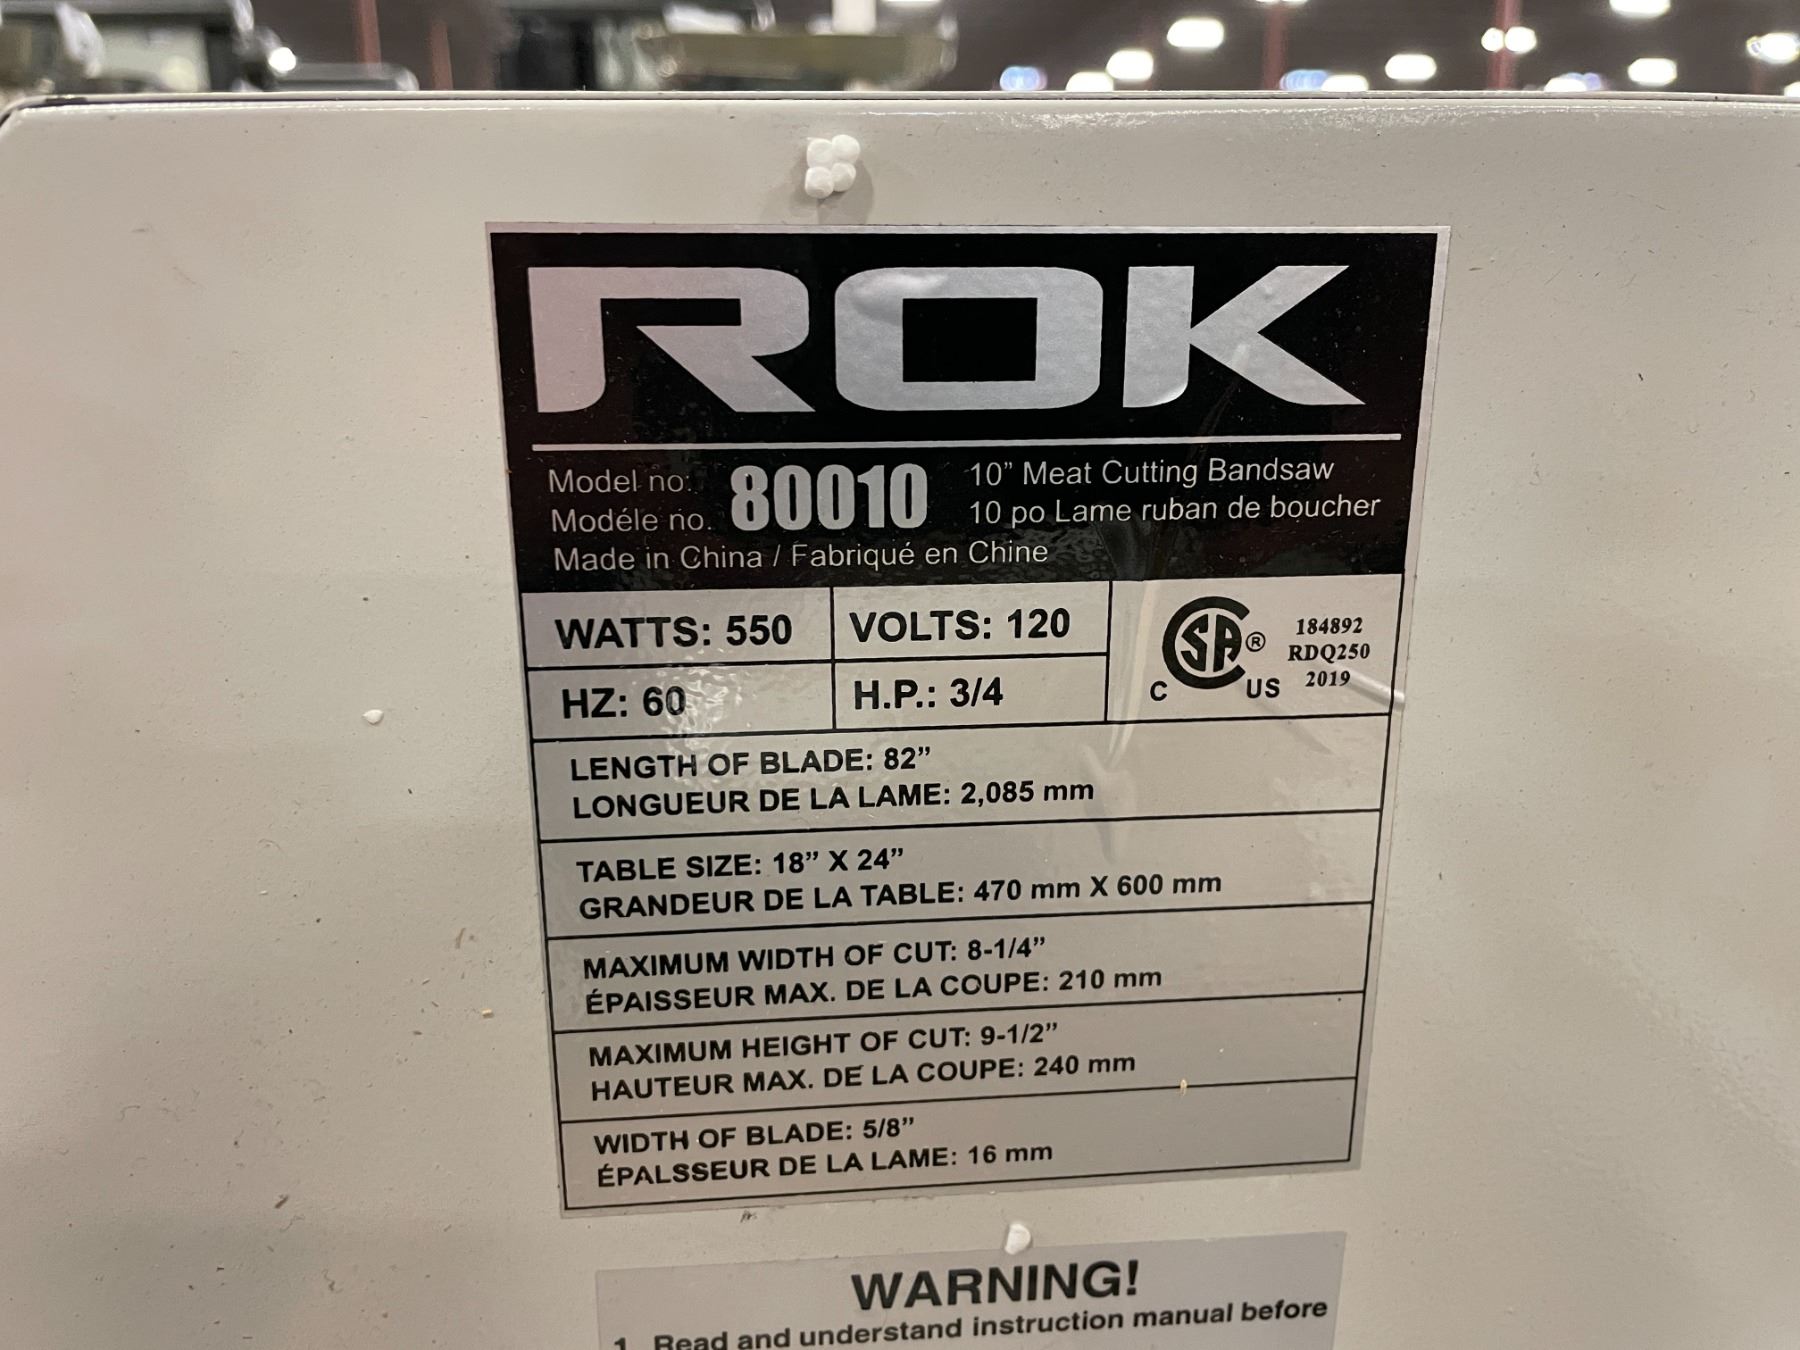 ROK
Model no:
Modéle no.
80010
10” Meat Cutting Bandsaw
10 po Lame ruban de boucher
Made in China / Fabriqué en Chine
WATTS: 550
VOLTS: 120
HZ: 60
H.P.: 3/4
CSA®
C US
184892
RDQ250
2019
LENGTH OF BLADE: 82”
LONGUEUR DE LA LAME: 2,085 mm
TABLE SIZE: 18” X 24”
GRANDEUR DE LA TABLE: 470 mm X 600 mm
MAXIMUM WIDTH OF CUT: 8-1/4”
ÉPAISSEUR MAX. DE LA COUPE: 210 mm
MAXIMUM HEIGHT OF CUT: 9-1/2”
HAUTEUR MAX. DE LA COUPE: 240 mm
WIDTH OF BLADE: 5/8”
ÉPALSSEUR DE LA LAME: 16 mm
WARNING!
1. Read and understand instruction manual before